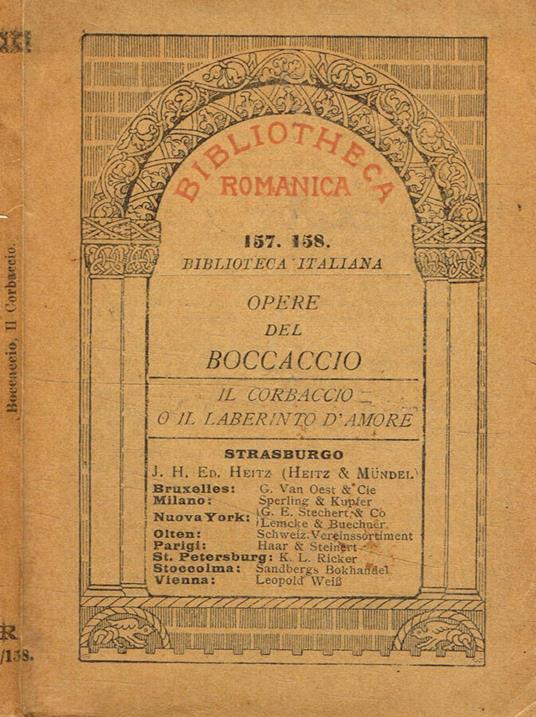 BIBLIOTHECA
ROMANICA
157. 158.
BIBLIOTECA ITALIANA
OPERE
DEL
BOCCACCIO
IL CORBACCIO
O IL LABERINTO D'AMORE
STRASBURGO
J. H. ED. HEITZ (HEITZ & MÜNDEL)
Bruxelles: G. Van Oest & Cie
Milano: Sperling & Kupfer
Nuova York: G. E. Stechert & Co
Lemcke & Buechner
Olten: Schweiz. Vereinssortiment
Parigi: Haar & Steinert
St. Petersburg: K. L. Ricker
Stoccolma: Sandbergs Bokhandel
Vienna: Leopold Weiß
Boccaccio, Il Corbaccio.
R
/158.